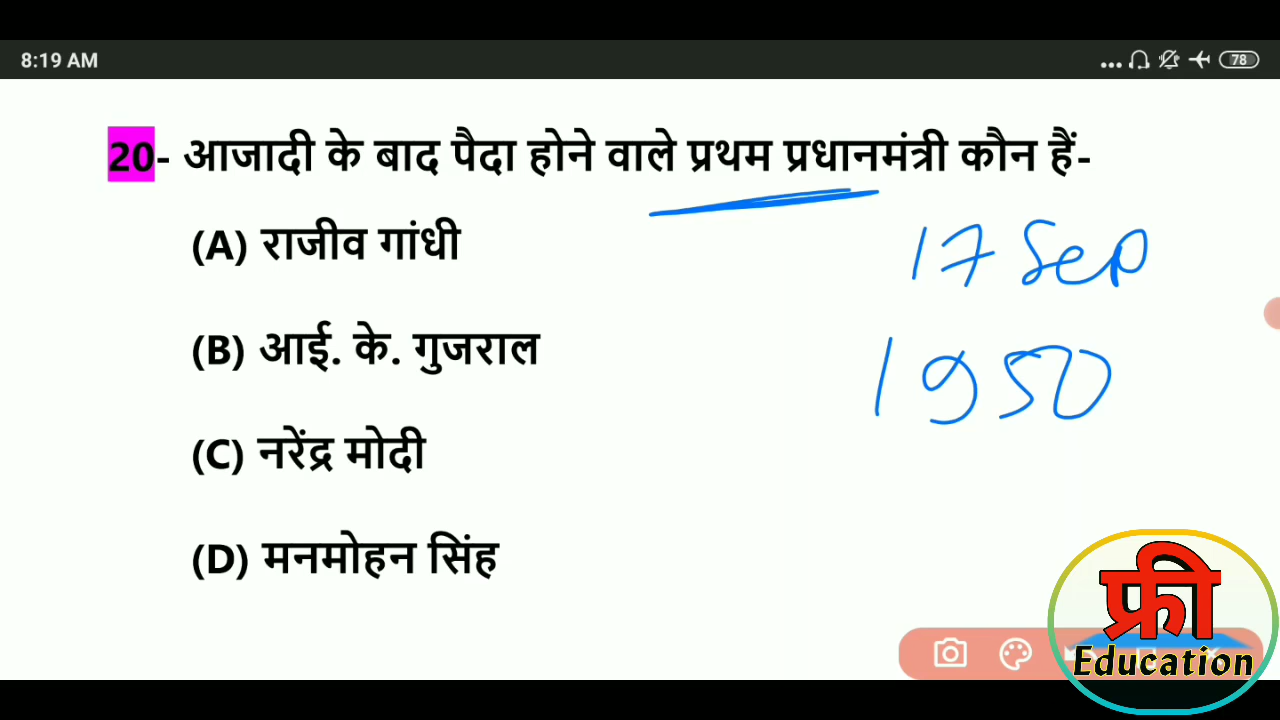 8:19 AM
78
20- आजादी के बाद पैदा होने वाले प्रथम प्रधानमंत्री कौन हैं-
(A) राजीव गांधी
17 Sep
(B) आई. के. गुजराल
1950
(C) नरेंद्र मोदी
(D) मनमोहन सिंह
फ्री
Education